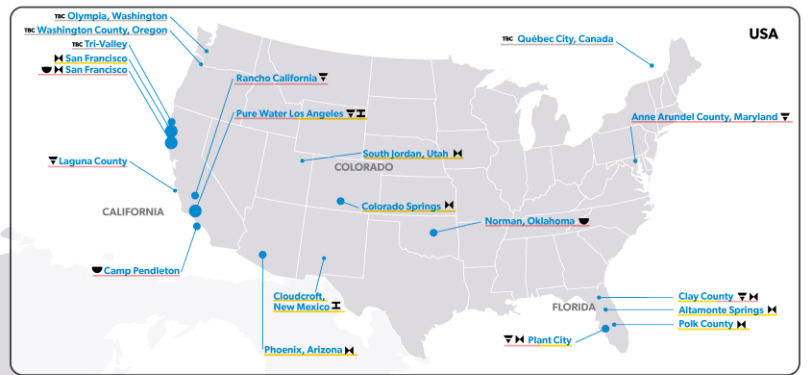 USA
TBC Olympia, Washington
TBC Washington County, Oregon
TBC Tri-Valley
San Francisco
San Francisco
TBC Québec City, Canada
Rancho California
Pure Water Los Angeles
Anne Arundel County, Maryland
South Jordan, Utah
COLORADO
Laguna County
Colorado Springs
CALIFORNIA
Norman, Oklahoma
Camp Pendleton
Cloudcroft,
New Mexico
Clay County
FLORIDA
Altamonte Springs
Polk County
Plant City
Phoenix, Arizona